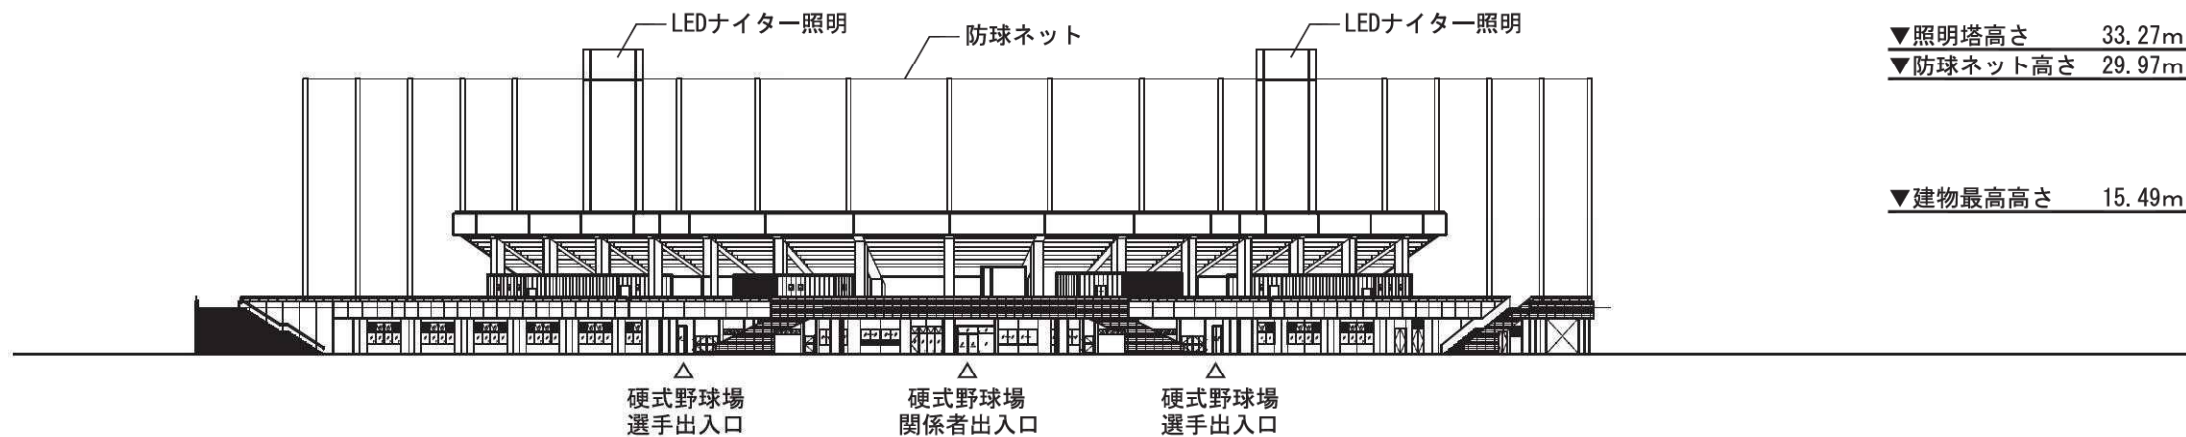 LEDナイター照明
防球ネット
LEDナイター照明
▼照明塔高さ 33.27m
▼防球ネット高さ 29.97m
▼建物最高高さ 15.49m
硬式野球場
選手出入口
硬式野球場
関係者出入口
硬式野球場
選手出入口